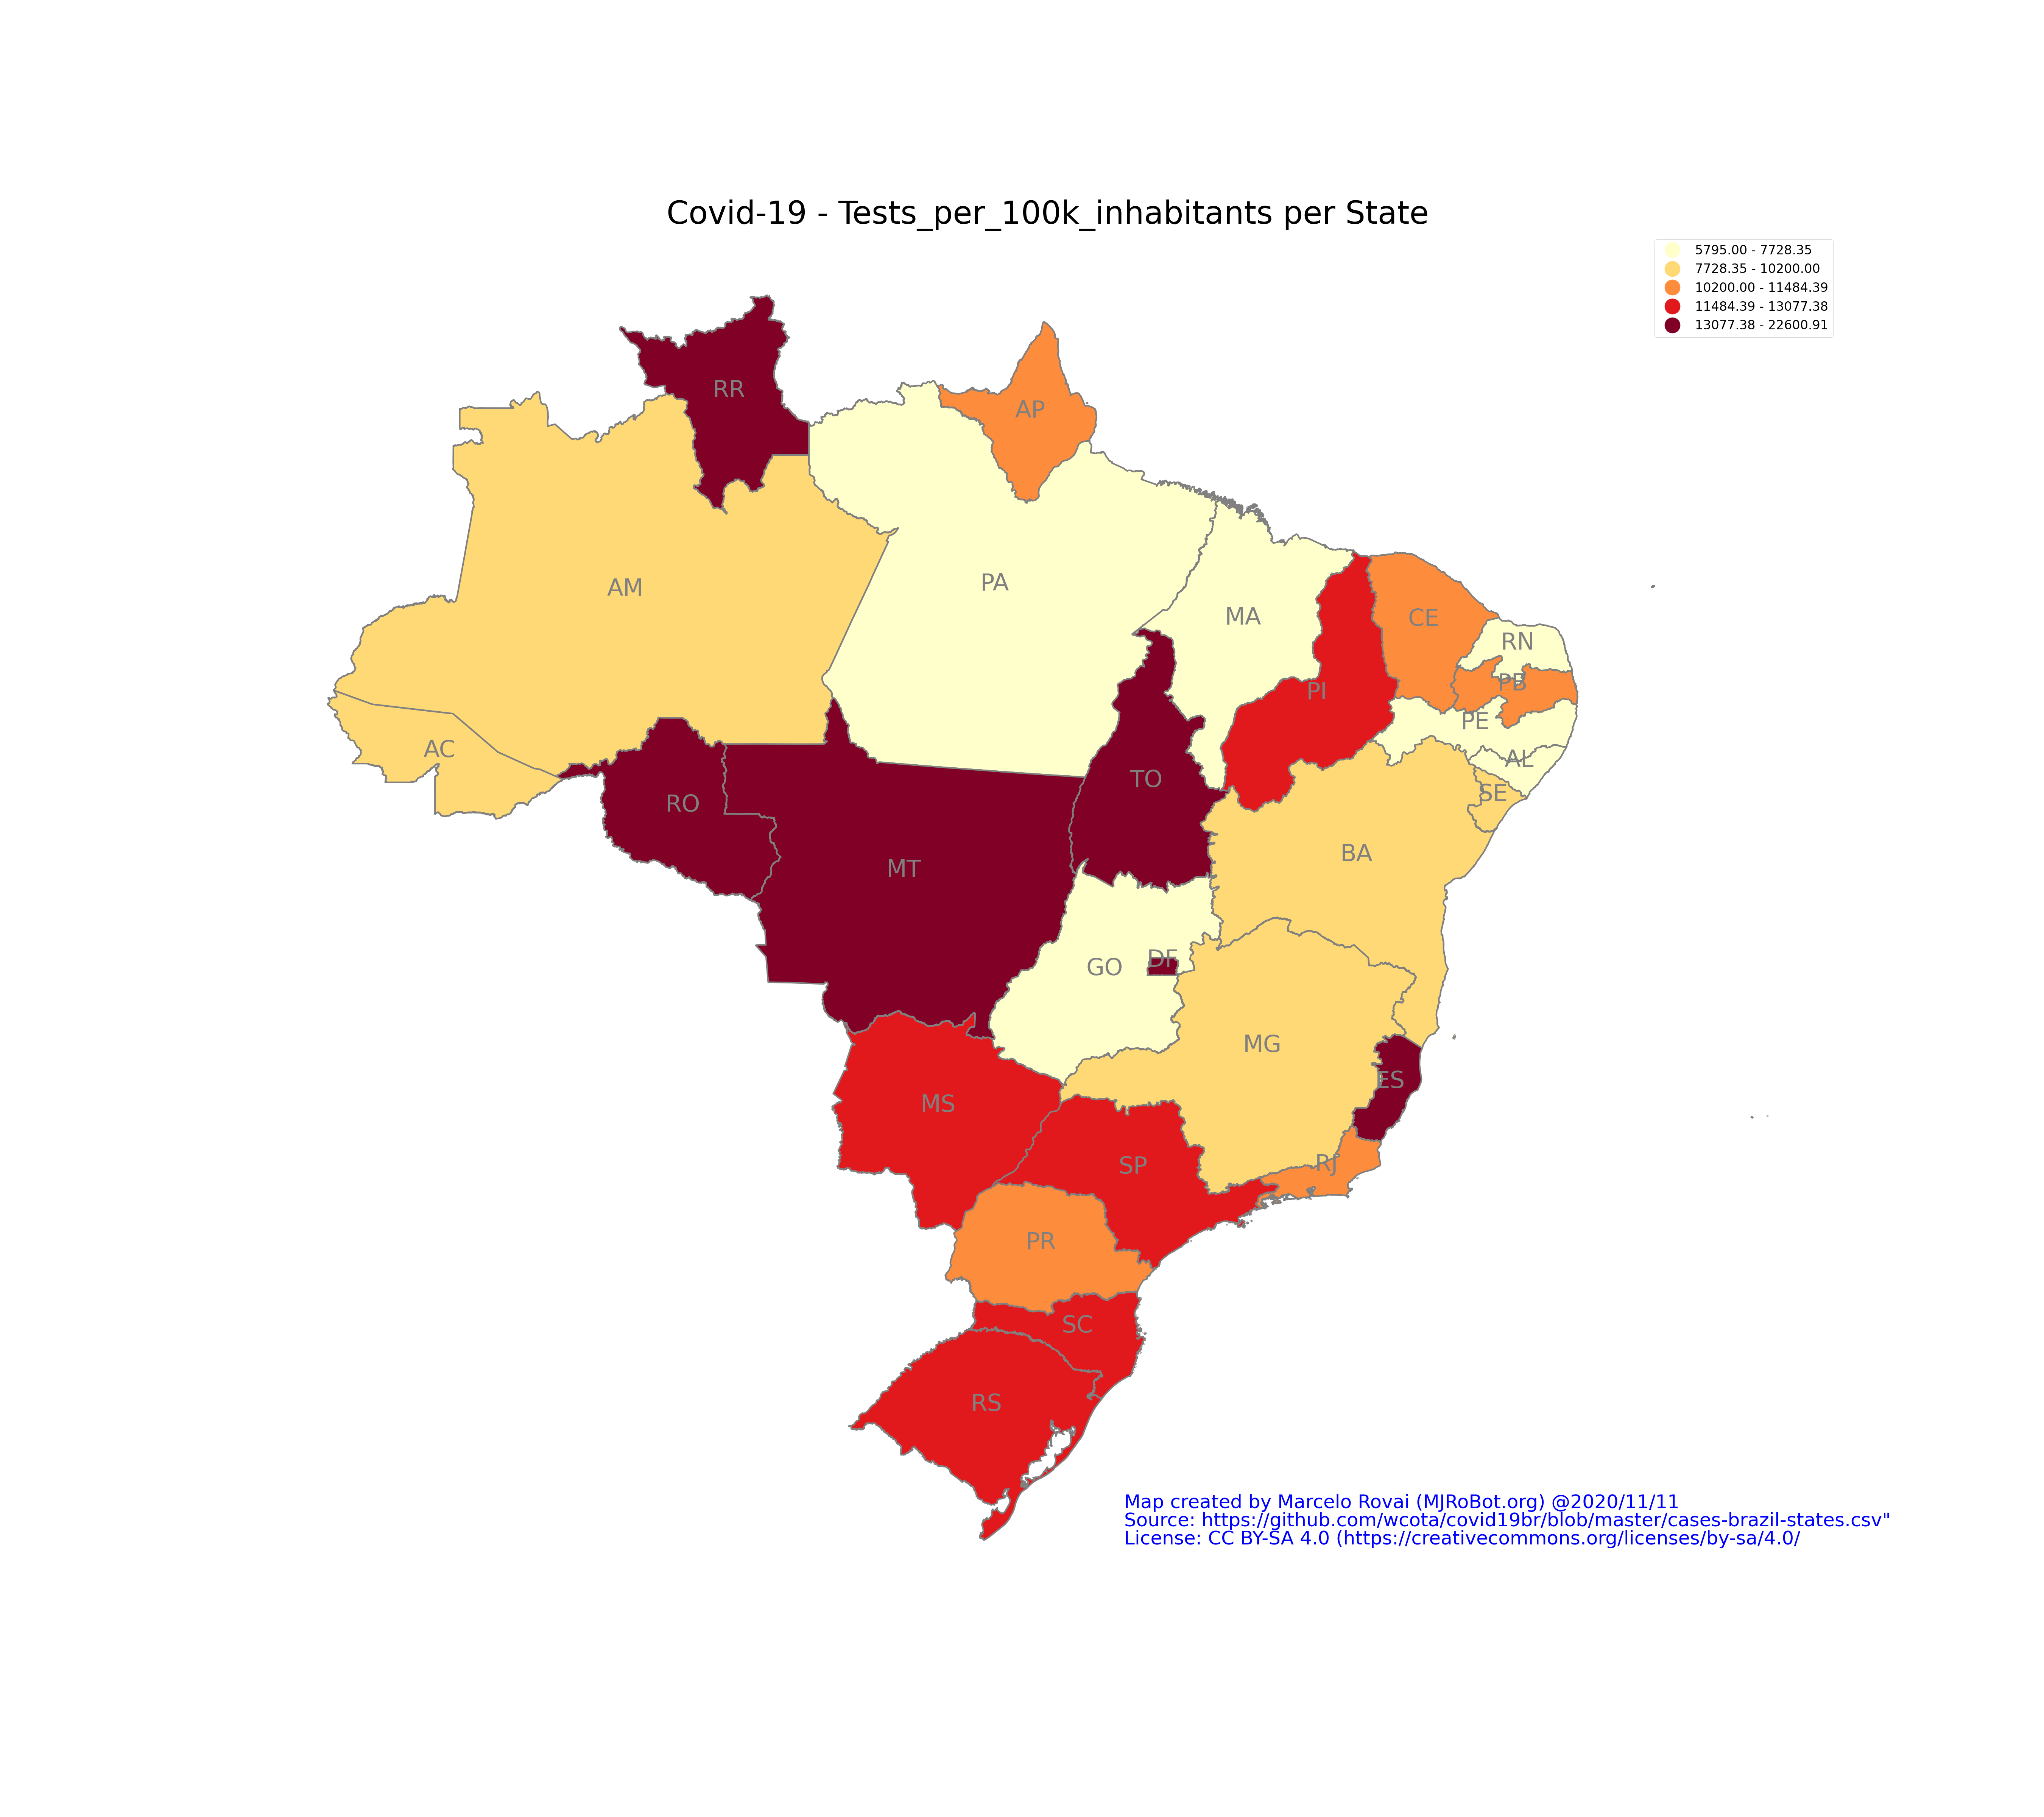 Covid-19 - Tests_per_100k_inhabitants per State
5795.00 - 7728.35
7728.35 - 10200.00
10200.00 - 11484.39
11484.39 - 13077.38
13077.38 - 22600.91
RR
AP
AM
PA
MA
CE
RN
PB
PI
PE
AC
AL
TO
SE
RO
BA
MT
DF
GO
MG
ES
MS
RJ
SP
PR
SC
RS
Map created by Marcelo Rovai (MJRoBot.org) @2020/11/11
Source: https://github.com/wcota/covid19br/blob/master/cases-brazil-states.csv"
License: CC BY-SA 4.0 (https://creativecommons.org/licenses/by-sa/4.0/